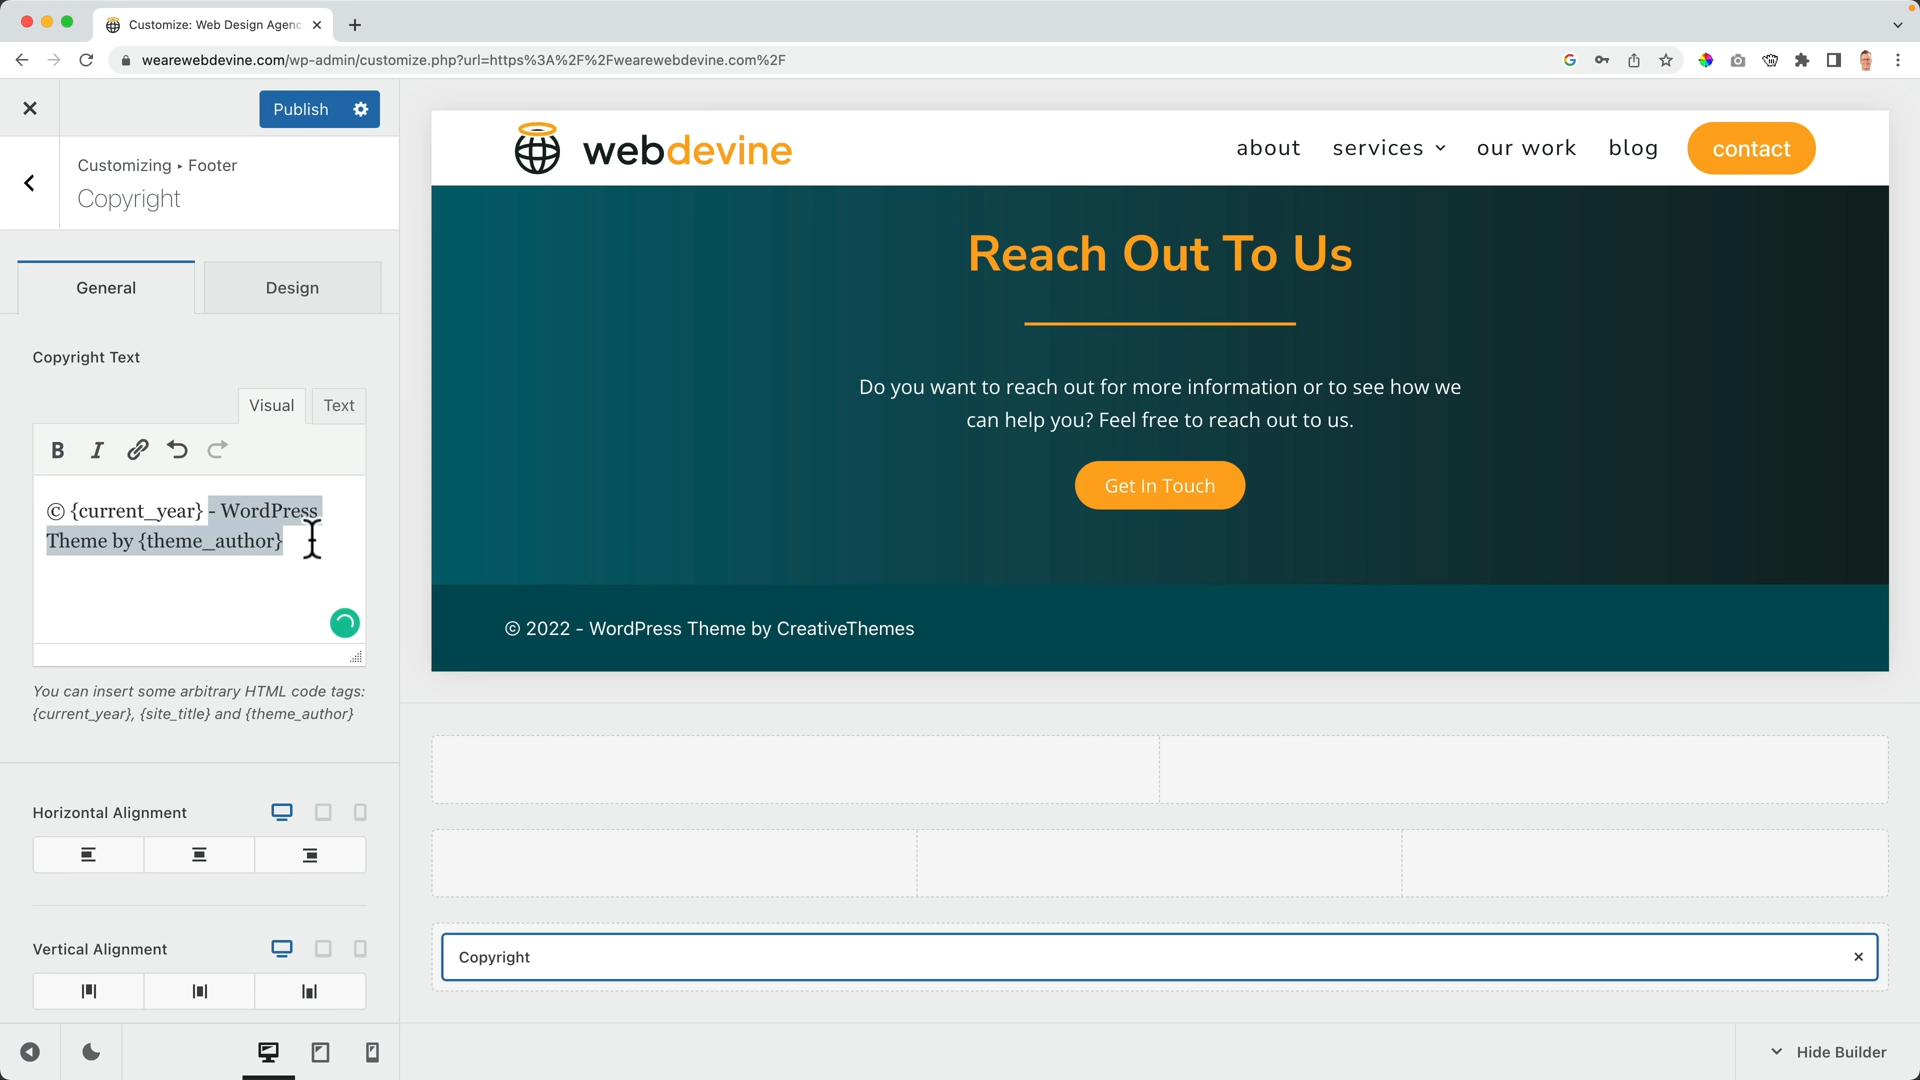 Customize: Web Design Agenc
wearewebdevine.com/wp-admin/customize.php?url=https%3A%2F%2Fwearewebdevine.com%2F
Publish
Customizing ▸ Footer
Copyright
General
Design
Copyright Text
Visual
Text
B I
© {current_year} - WordPress
Theme by {theme_author}
You can insert some arbitrary HTML code tags:
{current_year}, {site_title} and {theme_author}
Horizontal Alignment
Vertical Alignment
webdevine
about services our work blog contact
Reach Out To Us
Do you want to reach out for more information or to see how we
can help you? Feel free to reach out to us.
Get In Touch
© 2022 - WordPress Theme by CreativeThemes
Copyright
Hide Builder